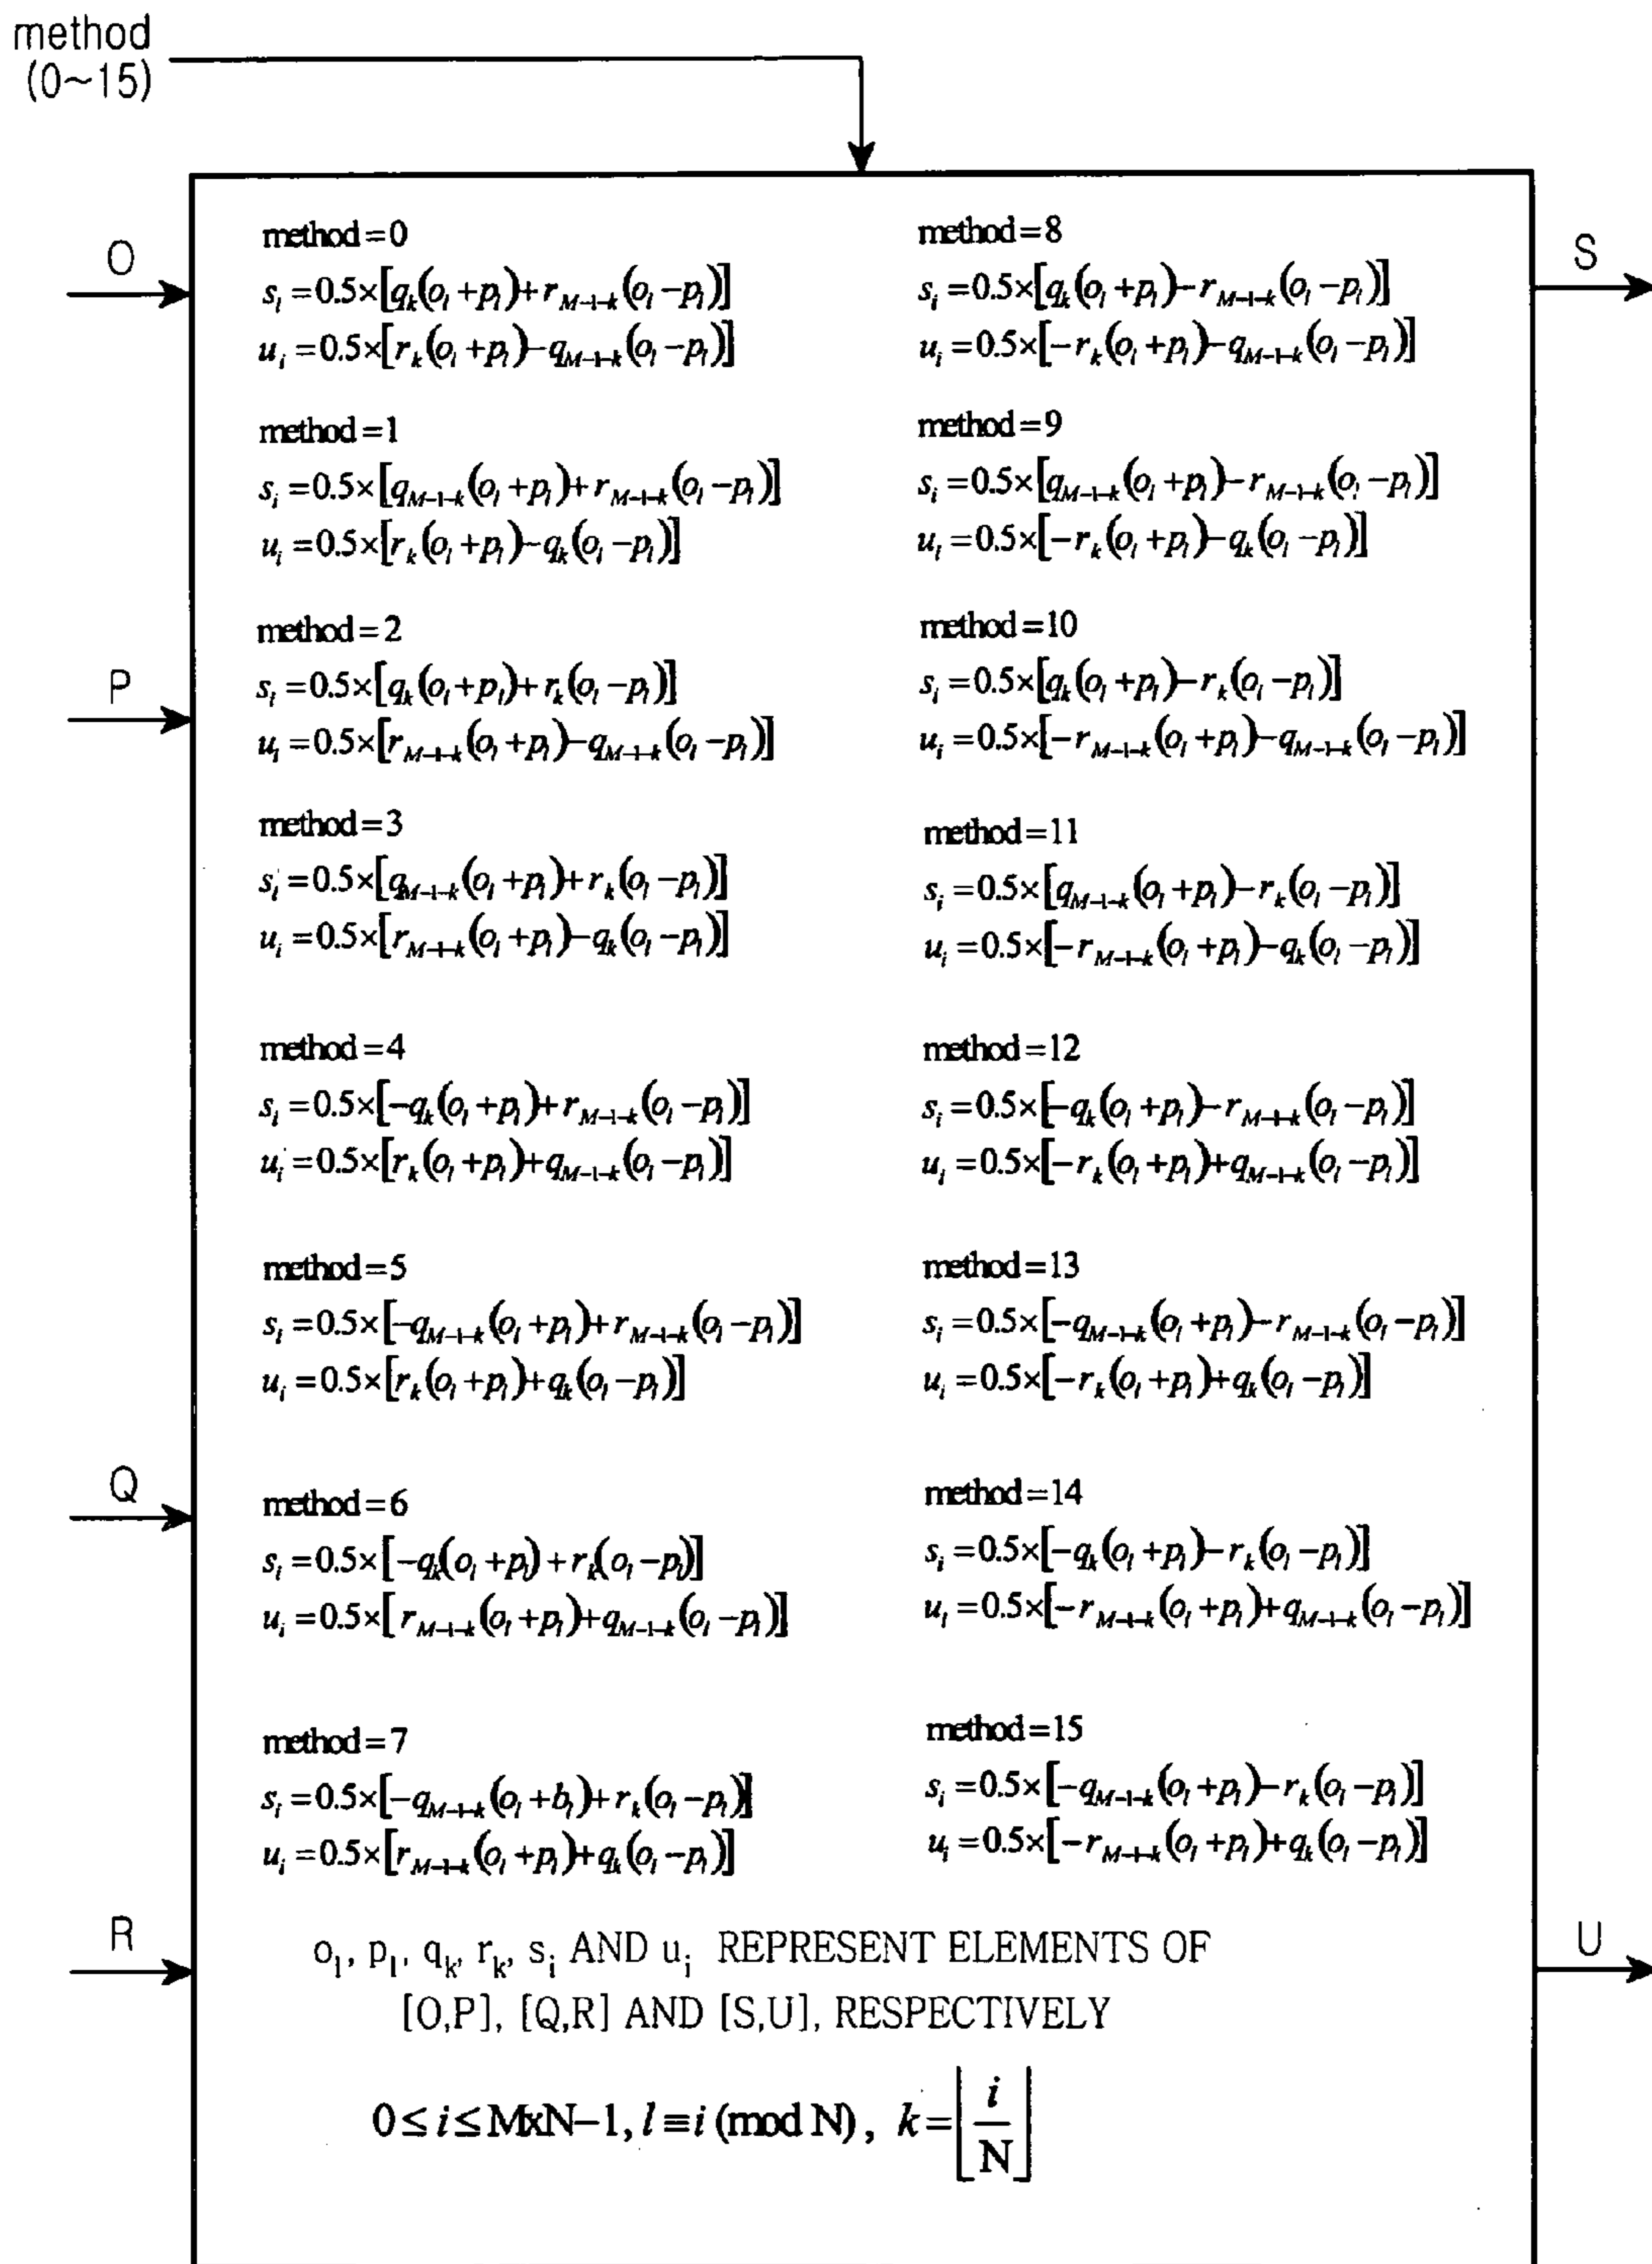 method
(0~15)
O
P
Q
R
S
U
method=0
s_i=0.5×[q_k(o_l+p_l)+r_{M-1-k}(o_l-p_l)]
u_i=0.5×[r_k(o_l+p_l)-q_{M-1-k}(o_l-p_l)]
method=1
s_i=0.5×[q_{M-1-k}(o_l+p_l)+r_{M-1-k}(o_l-p_l)]
u_i=0.5×[r_k(o_l+p_l)-q_k(o_l-p_l)]
method=2
s_i=0.5×[q_k(o_l+p_l)+r_k(o_l-p_l)]
u_i=0.5×[r_{M-1-k}(o_l+p_l)-q_{M-1-k}(o_l-p_l)]
method=3
s_i=0.5×[q_{M-1-k}(o_l+p_l)+r_k(o_l-p_l)]
u_i=0.5×[r_{M-1-k}(o_l+p_l)-q_k(o_l-p_l)]
method=4
s_i=0.5×[-q_k(o_l+p_l)+r_{M-1-k}(o_l-p_l)]
u_i=0.5×[r_k(o_l+p_l)+q_{M-1-k}(o_l-p_l)]
method=5
s_i=0.5×[-q_{M-1-k}(o_l+p_l)+r_{M-1-k}(o_l-p_l)]
u_i=0.5×[r_k(o_l+p_l)+q_k(o_l-p_l)]
method=6
s_i=0.5×[-q_k(o_l+p_l)+r_k(o_l-p_l)]
u_i=0.5×[r_{M-1-k}(o_l+p_l)+q_{M-1-k}(o_l-p_l)]
method=7
s_i=0.5×[-q_{M-1-k}(o_l+b_l)+r_k(o_l-p_l)]
u_i=0.5×[r_{M-1-k}(o_l+p_l)+q_k(o_l-p_l)]
method=8
s_i=0.5×[q_k(o_l+p_l)-r_{M-1-k}(o_l-p_l)]
u_i=0.5×[-r_k(o_l+p_l)-q_{M-1-k}(o_l-p_l)]
method=9
s_i=0.5×[q_{M-1-k}(o_l+p_l)-r_{M-1-k}(o_l-p_l)]
u_i=0.5×[-r_k(o_l+p_l)-q_k(o_l-p_l)]
method=10
s_i=0.5×[q_k(o_l+p_l)-r_k(o_l-p_l)]
u_i=0.5×[-r_{M-1-k}(o_l+p_l)-q_{M-1-k}(o_l-p_l)]
method=11
s_i=0.5×[q_{M-1-k}(o_l+p_l)-r_k(o_l-p_l)]
u_i=0.5×[-r_{M-1-k}(o_l+p_l)-q_k(o_l-p_l)]
method=12
s_i=0.5×[-q_k(o_l+p_l)-r_{M-1-k}(o_l-p_l)]
u_i=0.5×[-r_k(o_l+p_l)+q_{M-1-k}(o_l-p_l)]
method=13
s_i=0.5×[-q_{M-1-k}(o_l+p_l)-r_{M-1-k}(o_l-p_l)]
u_i=0.5×[-r_k(o_l+p_l)+q_k(o_l-p_l)]
method=14
s_i=0.5×[-q_k(o_l+p_l)-r_k(o_l-p_l)]
u_i=0.5×[-r_{M-1-k}(o_l+p_l)+q_{M-1-k}(o_l-p_l)]
method=15
s_i=0.5×[-q_{M-1-k}(o_l+p_l)-r_k(o_l-p_l)]
u_i=0.5×[-r_{M-1-k}(o_l+p_l)+q_k(o_l-p_l)]
o_l, p_l, q_k, r_k, s_i AND u_i REPRESENT ELEMENTS OF
[O,P], [Q,R] AND [S,U], RESPECTIVELY
0≤i≤MxN-1, l≡i(mod N), k=⌊i/N⌋